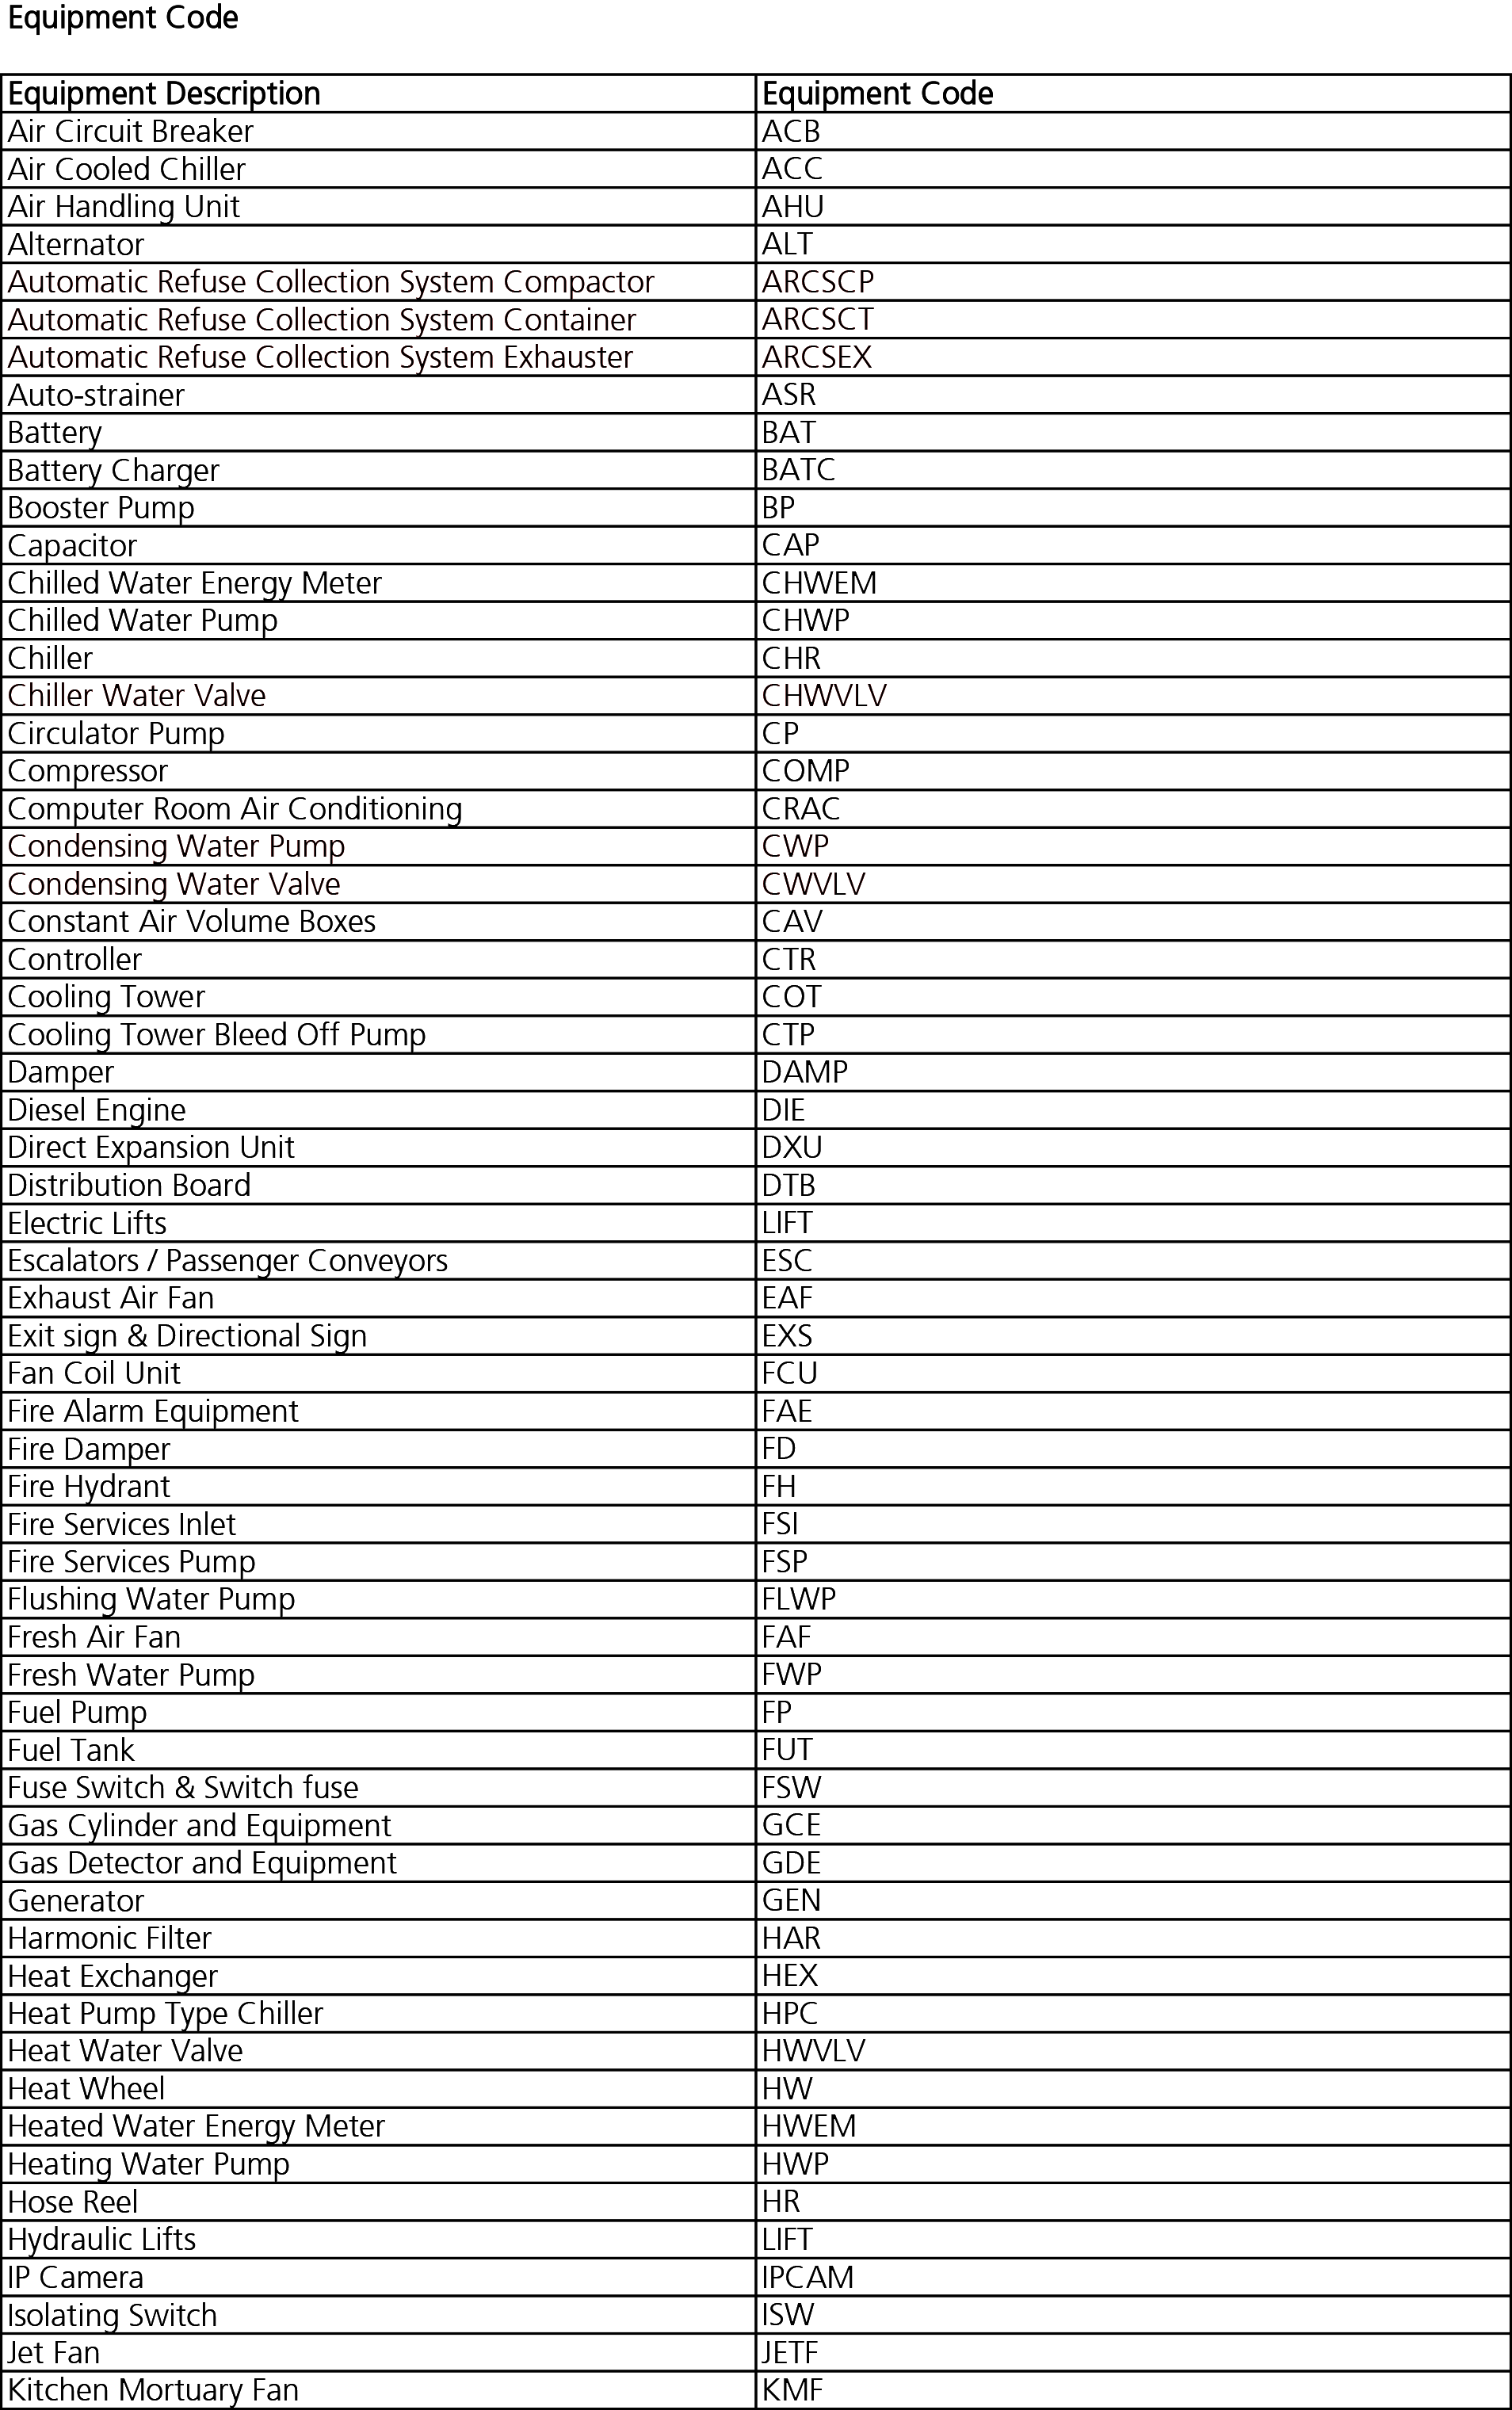 Equipment Code
Equipment Description Equipment Code
Air Circuit Breaker ACB
Air Cooled Chiller ACC
Air Handling Unit AHU
Alternator ALT
Automatic Refuse Collection System Compactor ARCSCP
Automatic Refuse Collection System Container ARCSCT
Automatic Refuse Collection System Exhauster ARCSEX
Auto-strainer ASR
Battery BAT
Battery Charger BATC
Booster Pump BP
Capacitor CAP
Chilled Water Energy Meter CHWEM
Chilled Water Pump CHWP
Chiller CHR
Chiller Water Valve CHWVLV
Circulator Pump CP
Compressor COMP
Computer Room Air Conditioning CRAC
Condensing Water Pump CWP
Condensing Water Valve CWVLV
Constant Air Volume Boxes CAV
Controller CTR
Cooling Tower COT
Cooling Tower Bleed Off Pump CTP
Damper DAMP
Diesel Engine DIE
Direct Expansion Unit DXU
Distribution Board DTB
Electric Lifts LIFT
Escalators / Passenger Conveyors ESC
Exhaust Air Fan EAF
Exit sign & Directional Sign EXS
Fan Coil Unit FCU
Fire Alarm Equipment FAE
Fire Damper FD
Fire Hydrant FH
Fire Services Inlet FSI
Fire Services Pump FSP
Flushing Water Pump FLWP
Fresh Air Fan FAF
Fresh Water Pump FWP
Fuel Pump FP
Fuel Tank FUT
Fuse Switch & Switch fuse FSW
Gas Cylinder and Equipment GCE
Gas Detector and Equipment GDE
Generator GEN
Harmonic Filter HAR
Heat Exchanger HEX
Heat Pump Type Chiller HPC
Heat Water Valve HWVLV
Heat Wheel HW
Heated Water Energy Meter HWEM
Heating Water Pump HWP
Hose Reel HR
Hydraulic Lifts LIFT
IP Camera IPCAM
Isolating Switch ISW
Jet Fan JETF
Kitchen Mortuary Fan KMF